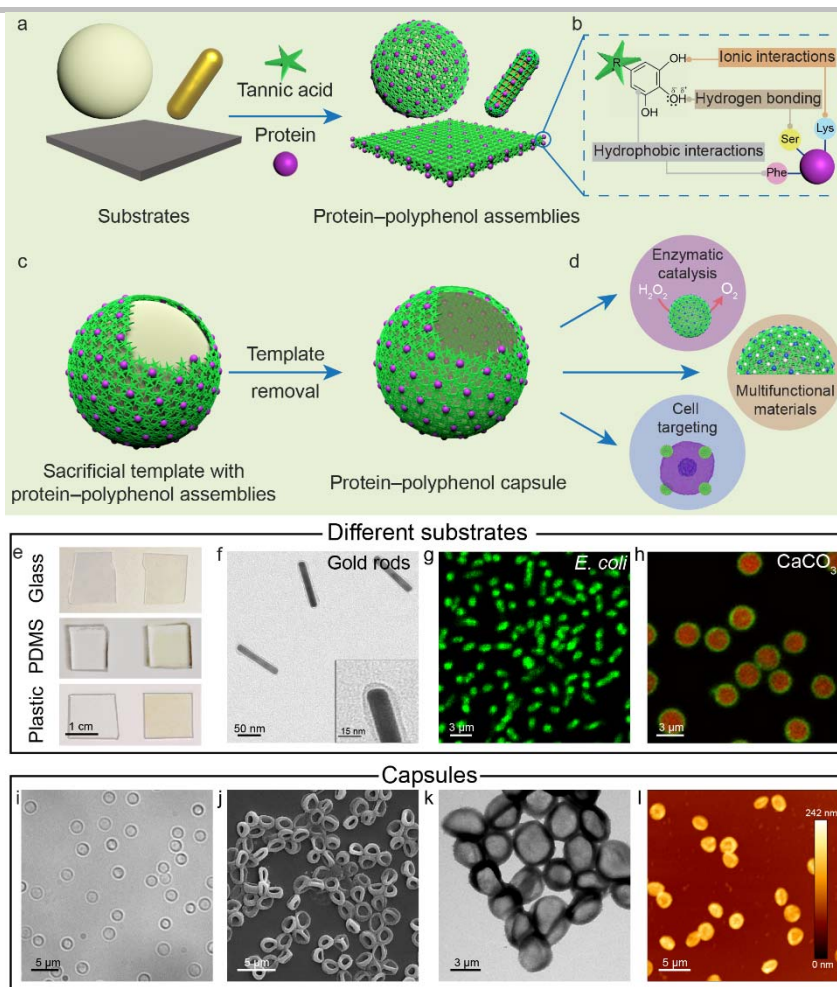 a
Tannic acid
Protein
Substrates
Protein–polyphenol assemblies
b
R
OH
Ionic interactions
δ⁻ δ⁺
OH
Hydrogen bonding
OH
Lys
Ser
Hydrophobic interactions
Phe
c
Template
removal
Sacrificial template with
protein–polyphenol assemblies
Protein–polyphenol capsule
d
Enzymatic
catalysis
H₂O₂
O₂
Multifunctional
materials
Cell
targeting
Different substrates
e
Glass
PDMS
Plastic
1 cm
f
Gold rods
50 nm
15 nm
g
E. coli
3 µm
h
CaCO₃
3 µm
Capsules
i
5 µm
j
5 µm
k
3 µm
l
242 nm
0 nm
5 µm